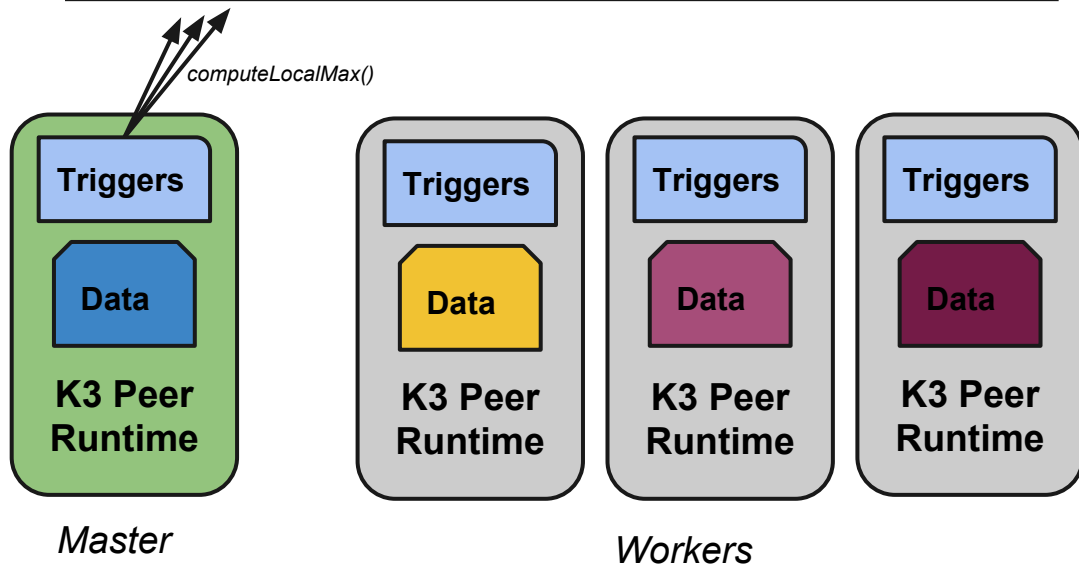 computeLocalMax()
Triggers
Data
K3 Peer
Runtime
Triggers
Data
K3 Peer
Runtime
Triggers
Data
K3 Peer
Runtime
Triggers
Data
K3 Peer
Runtime
Master
Workers